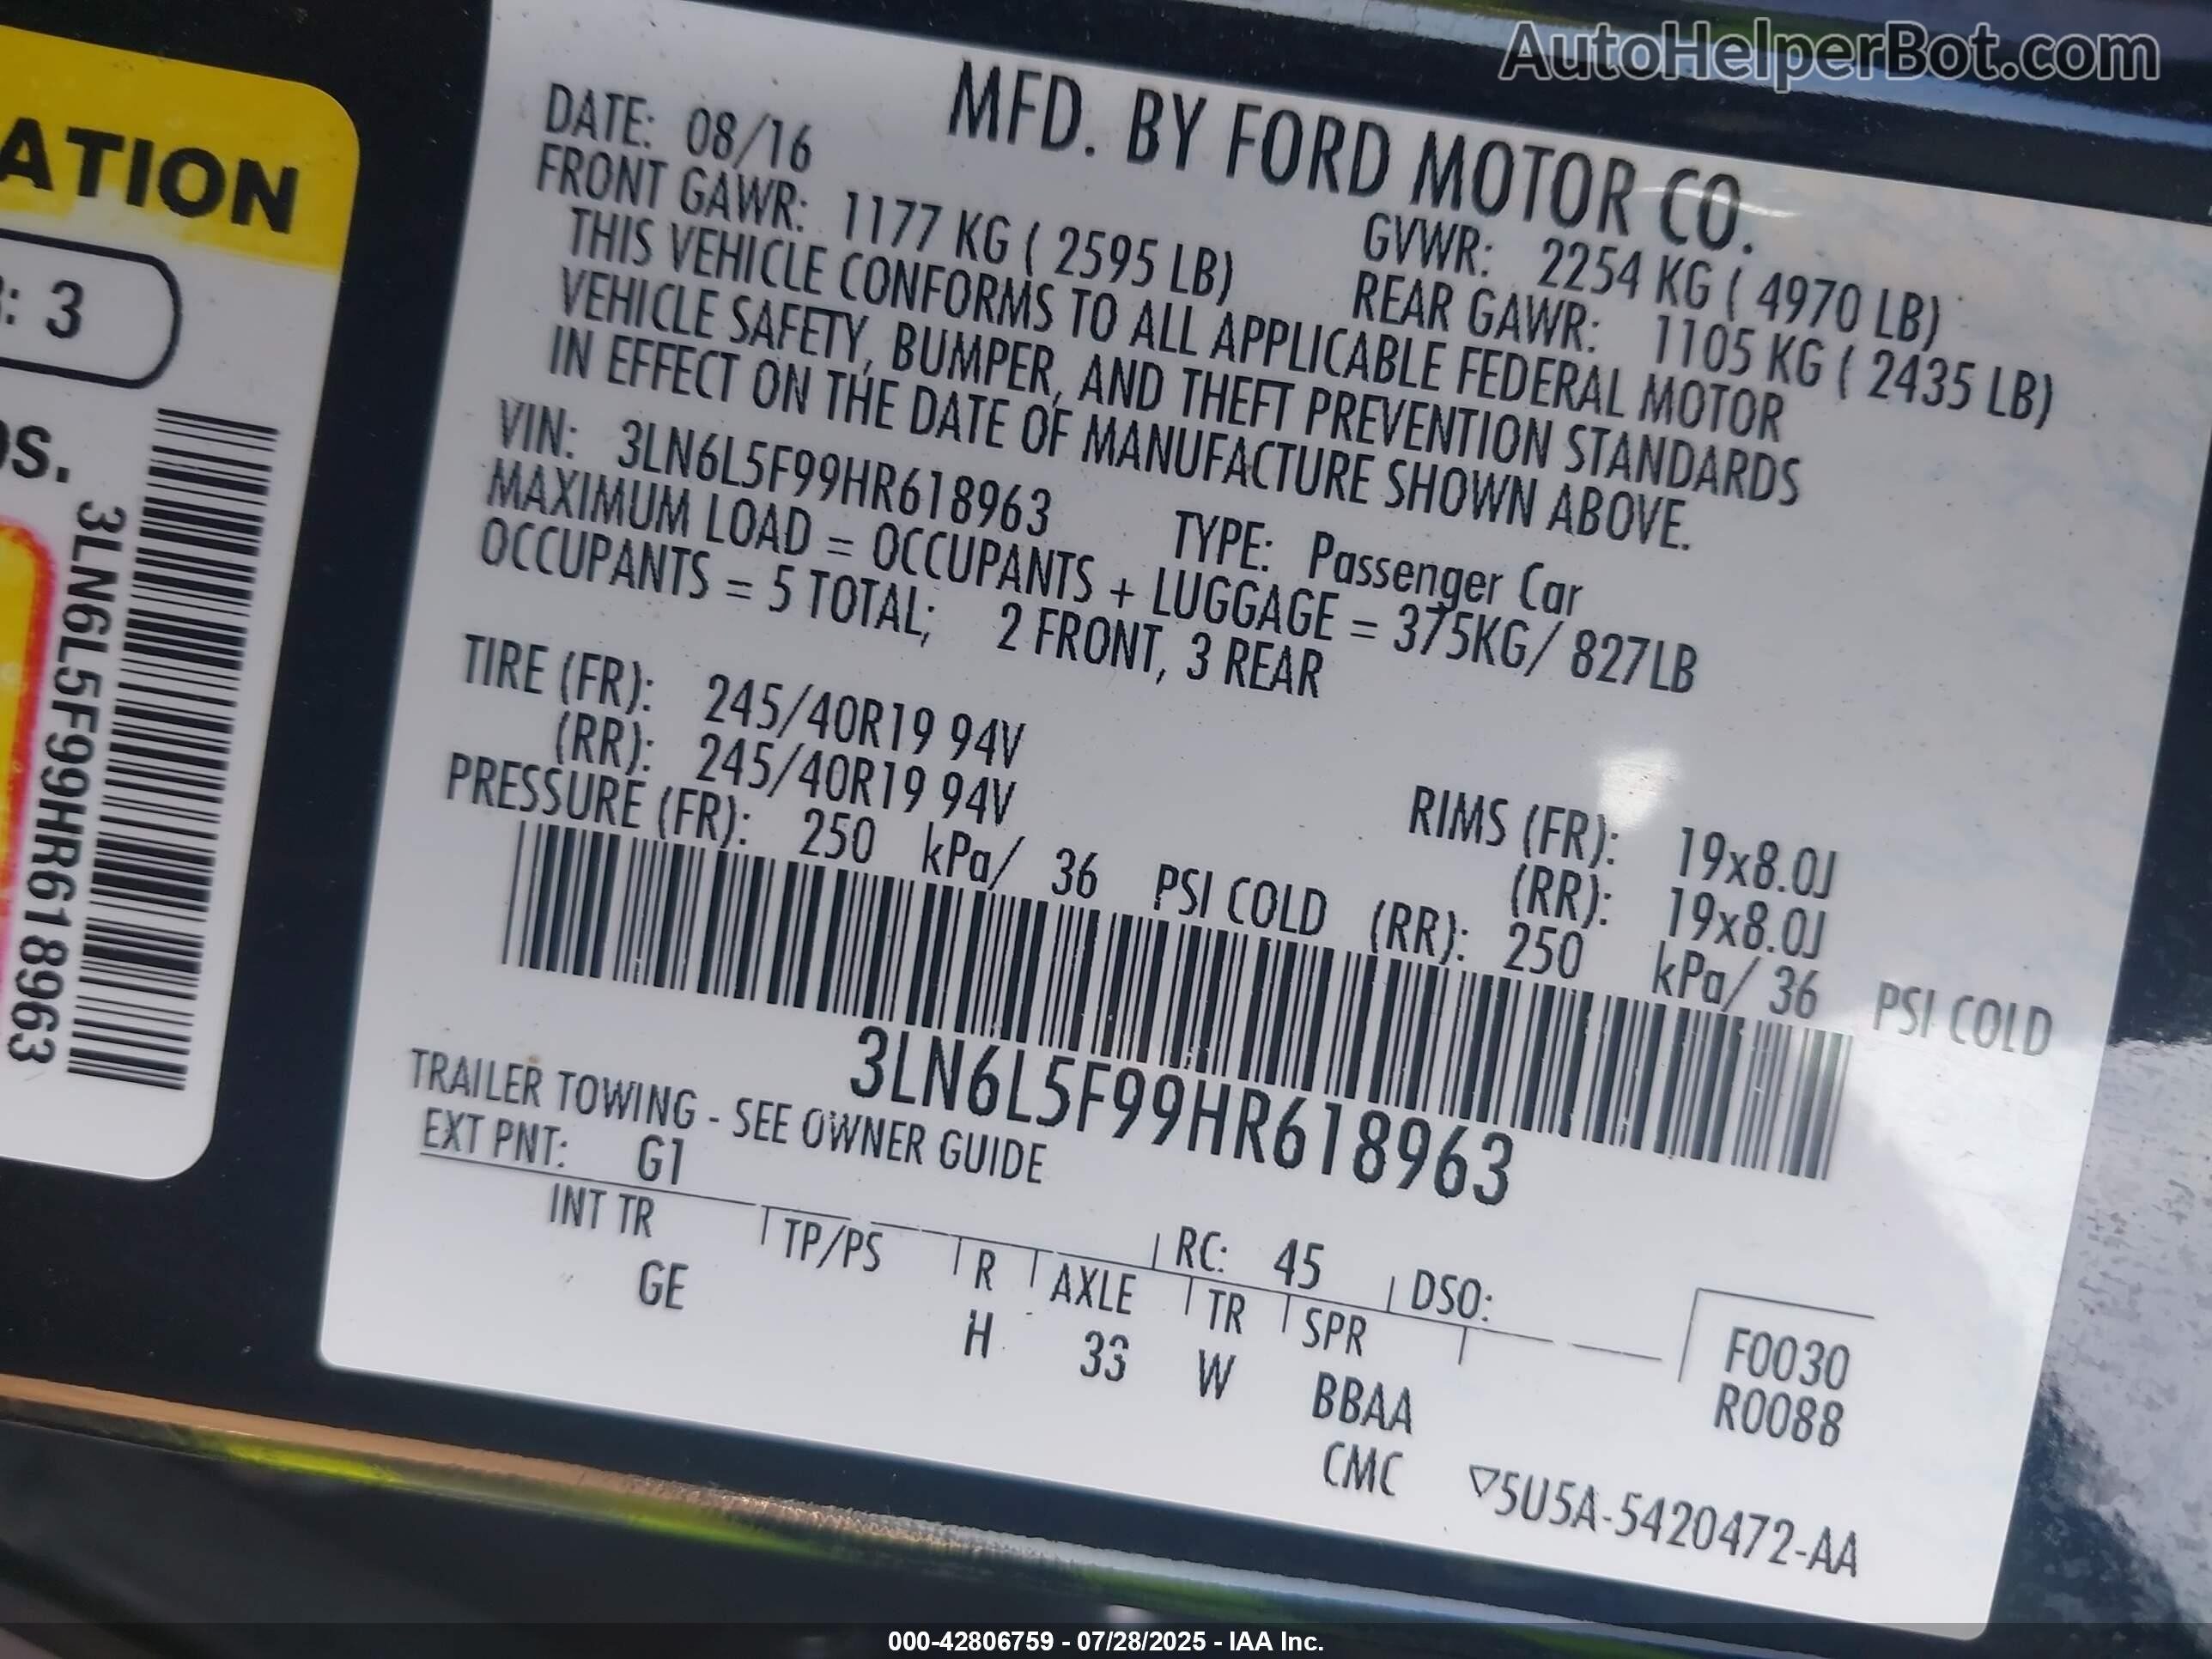 AutoHelperBot.com
ATION
: 3
S.
3LN6L5F99HR618963
MFD. BY FORD MOTOR CO.
DATE: 08/16 GVWR: 2254 KG ( 4970 LB)
FRONT GAWR: 1177 KG ( 2595 LB) REAR GAWR: 1105 KG ( 2435 LB)
THIS VEHICLE CONFORMS TO ALL APPLICABLE FEDERAL MOTOR
VEHICLE SAFETY, BUMPER, AND THEFT PREVENTION STANDARDS
IN EFFECT ON THE DATE OF MANUFACTURE SHOWN ABOVE.
VIN: 3LN6L5F99HR618963 TYPE: Passenger Car
MAXIMUM LOAD = OCCUPANTS + LUGGAGE = 375KG/ 827LB
OCCUPANTS = 5 TOTAL; 2 FRONT, 3 REAR
TIRE (FR): 245/40R19 94V RIMS (FR): 19x8.0J
(RR): 245/40R19 94V (RR): 19x8.0J
PRESSURE (FR): 250 kPa/ 36 PSI COLD (RR): 250 kPa/ 36 PSI COLD
3LN6L5F99HR618963
TRAILER TOWING - SEE OWNER GUIDE
EXT PNT: G1 RC: 45 DSO:
INT TR TP/PS R AXLE TR SPR F0030
GE H 33 W BBAA R0088
CMC ▽5U5A-5420472-AA
000-42806759 - 07/28/2025 - IAA Inc.